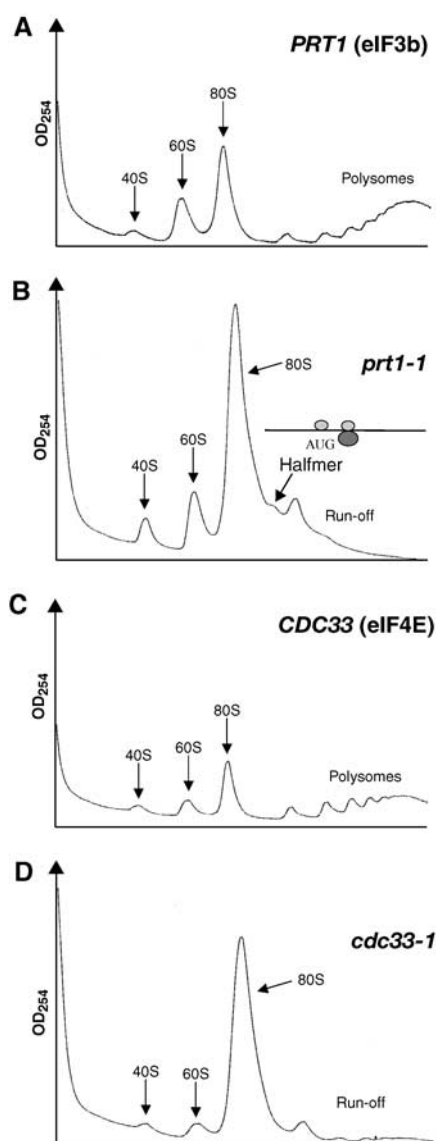 A
PRT1 (eIF3b)
OD254
40S
60S
80S
Polysomes
B
prt1-1
OD254
40S
60S
80S
AUG
Halfmer
Run-off
C
CDC33 (eIF4E)
OD254
40S
60S
80S
Polysomes
D
cdc33-1
OD254
40S
60S
80S
Run-off